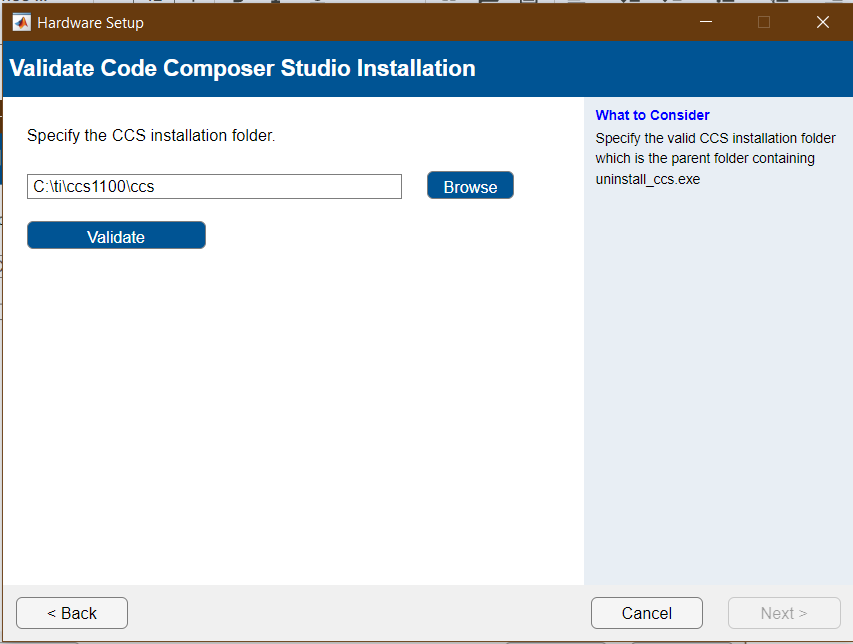 Hardware Setup
Validate Code Composer Studio Installation
Specify the CCS installation folder.
C:\ti\ccs1100\ccs
Browse
Validate
What to Consider
Specify the valid CCS installation folder
which is the parent folder containing
uninstall_ccs.exe
< Back
Cancel
Next >